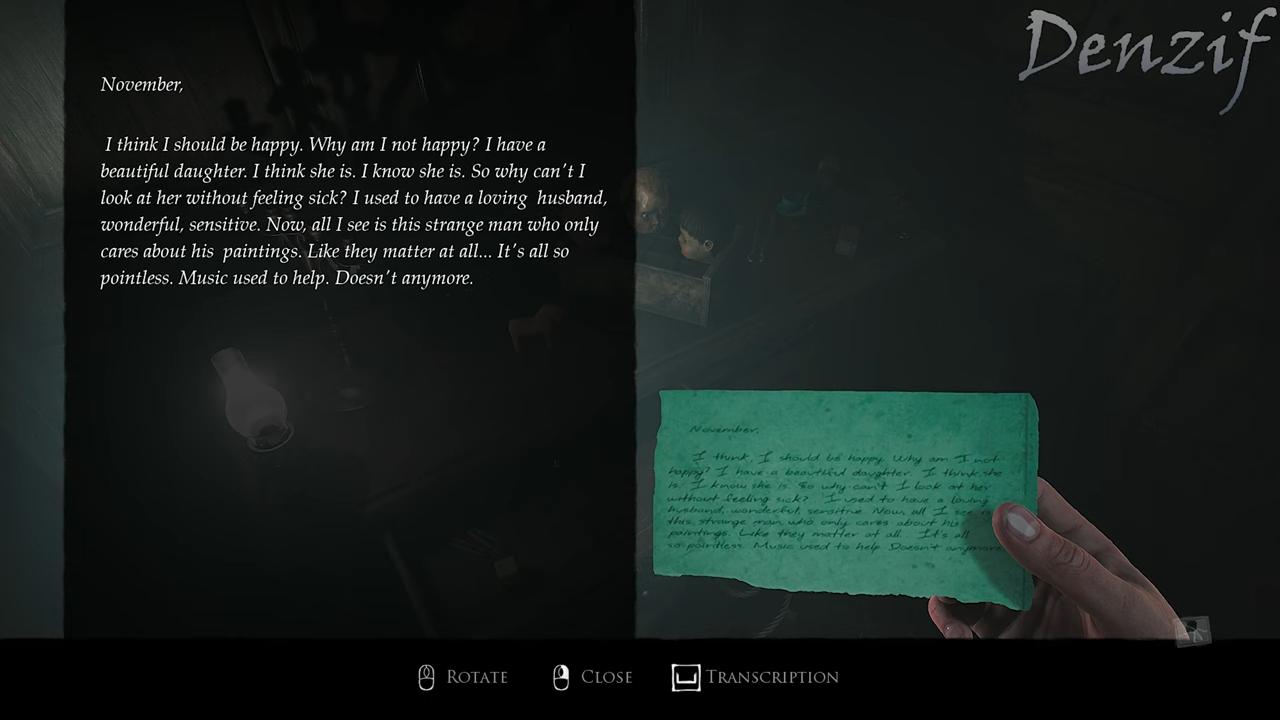 Denzif
November,
I think I should be happy. Why am I not happy? I have a
beautiful daughter. I think she is. I know she is. So why can't I
look at her without feeling sick? I used to have a loving husband,
wonderful, sensitive. Now, all I see is this strange man who only
cares about his paintings. Like they matter at all... It's all so
pointless. Music used to help. Doesn't anymore.
November,
I think, I should be happy. Why am I not
happy? I have a beautiful daughter. I think she
is. I know she is. So why can't I look at her
without feeling sick? I used to have a loving
husband, wonderful, sensitive. Now, all I see is
this strange man who only cares about his
paintings. Like they matter at all... It's all
so pointless. Music used to help. Doesn't anymore
Rotate
Close
Transcription